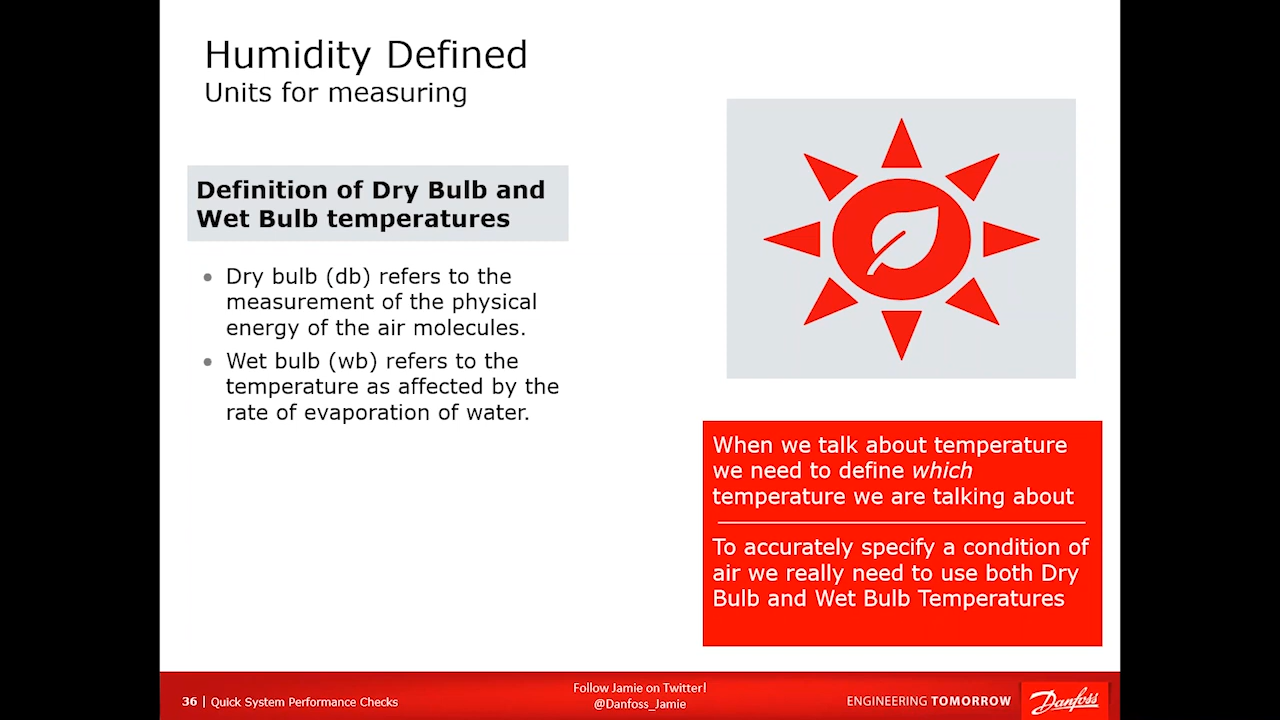 Humidity Defined
Units for measuring
Definition of Dry Bulb and
Wet Bulb temperatures
• Dry bulb (db) refers to the
measurement of the physical
energy of the air molecules.
• Wet bulb (wb) refers to the
temperature as affected by the
rate of evaporation of water.
When we talk about temperature
we need to define which
temperature we are talking about
To accurately specify a condition of
air we really need to use both Dry
Bulb and Wet Bulb Temperatures
36 | Quick System Performance Checks
Follow Jamie on Twitter!
@Danfoss_Jamie
ENGINEERING TOMORROW
Danfoss